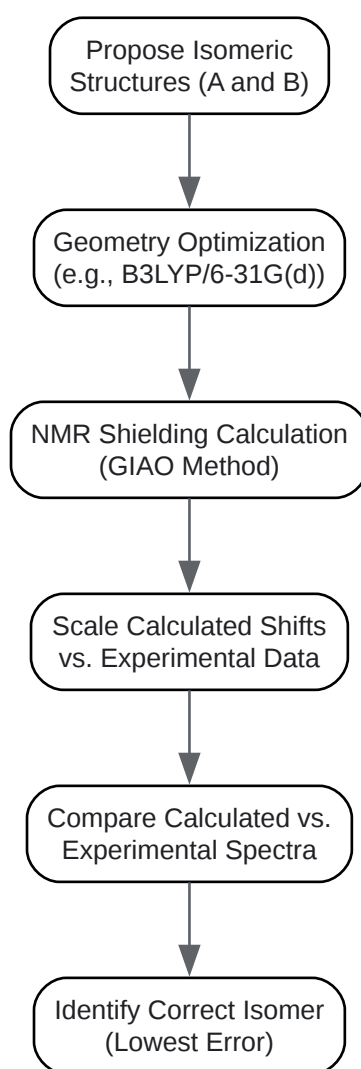 Propose Isomeric
Structures (A and B)
Geometry Optimization
(e.g., B3LYP/6-31G(d))
NMR Shielding Calculation
(GIAO Method)
Scale Calculated Shifts
vs. Experimental Data
Compare Calculated vs.
Experimental Spectra
Identify Correct Isomer
(Lowest Error)